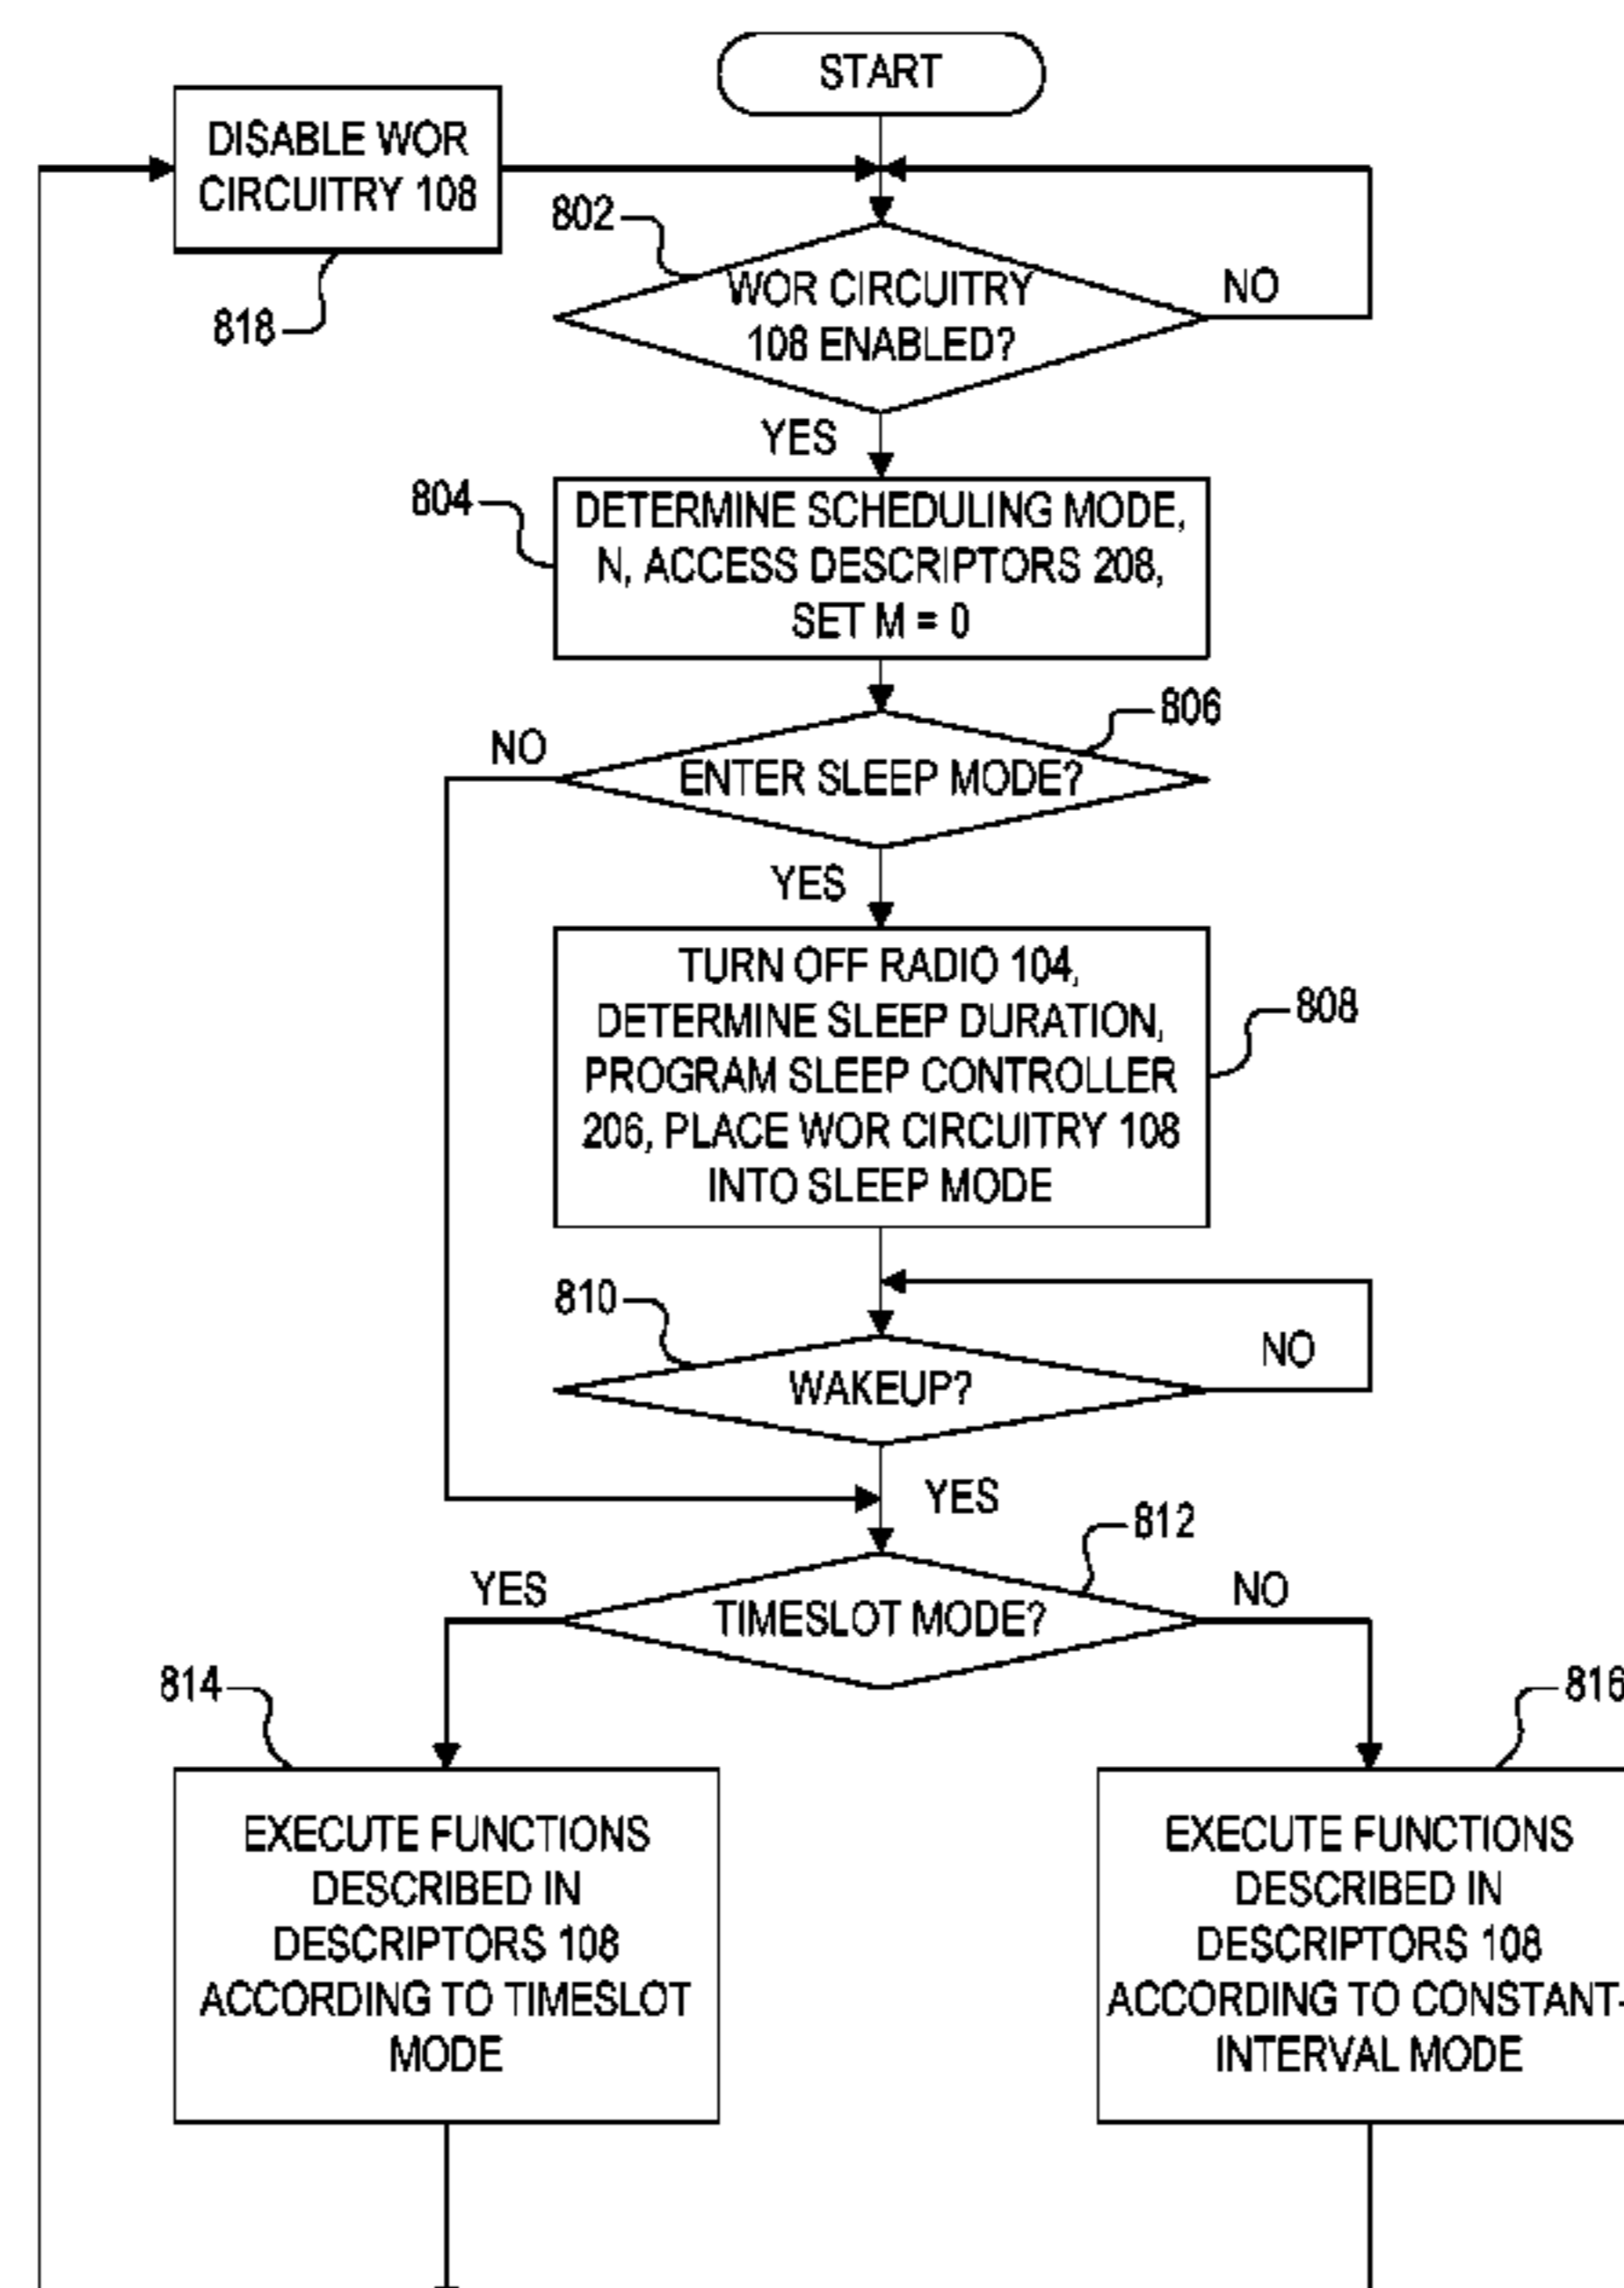 START
DISABLE WOR
CIRCUITRY 108
818
802
WOR CIRCUITRY
108 ENABLED?
NO
YES
804
DETERMINE SCHEDULING MODE,
N, ACCESS DESCRIPTORS 208,
SET M = 0
806
NO
ENTER SLEEP MODE?
YES
TURN OFF RADIO 104,
DETERMINE SLEEP DURATION,
PROGRAM SLEEP CONTROLLER
206, PLACE WOR CIRCUITRY 108
INTO SLEEP MODE
808
810
WAKEUP?
NO
YES
812
YES
TIMESLOT MODE?
NO
814
816
EXECUTE FUNCTIONS
DESCRIBED IN
DESCRIPTORS 108
ACCORDING TO TIMESLOT
MODE
EXECUTE FUNCTIONS
DESCRIBED IN
DESCRIPTORS 108
ACCORDING TO CONSTANT-
INTERVAL MODE